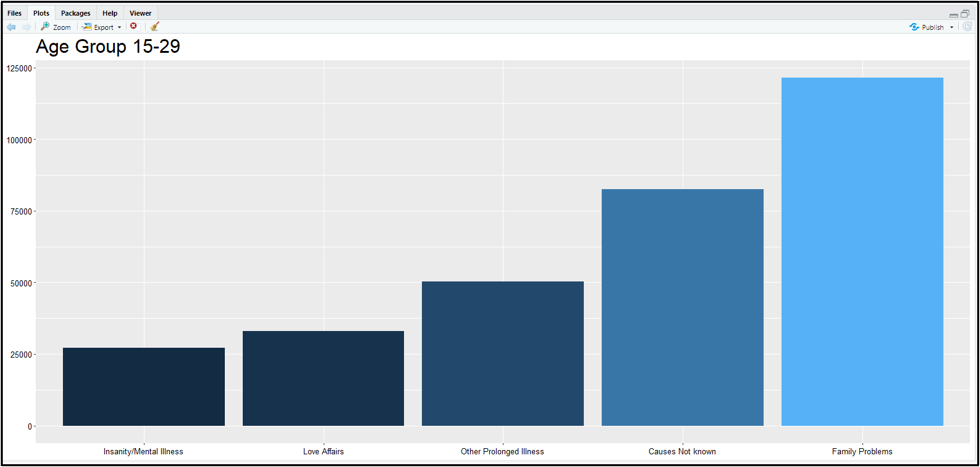 Files Plots Packages Help Viewer
Zoom Export Publish
Age Group 15-29
125000
100000
75000
50000
25000
0
Insanity/Mental Illness Love Affairs Other Prolonged Illness Causes Not known Family Problems